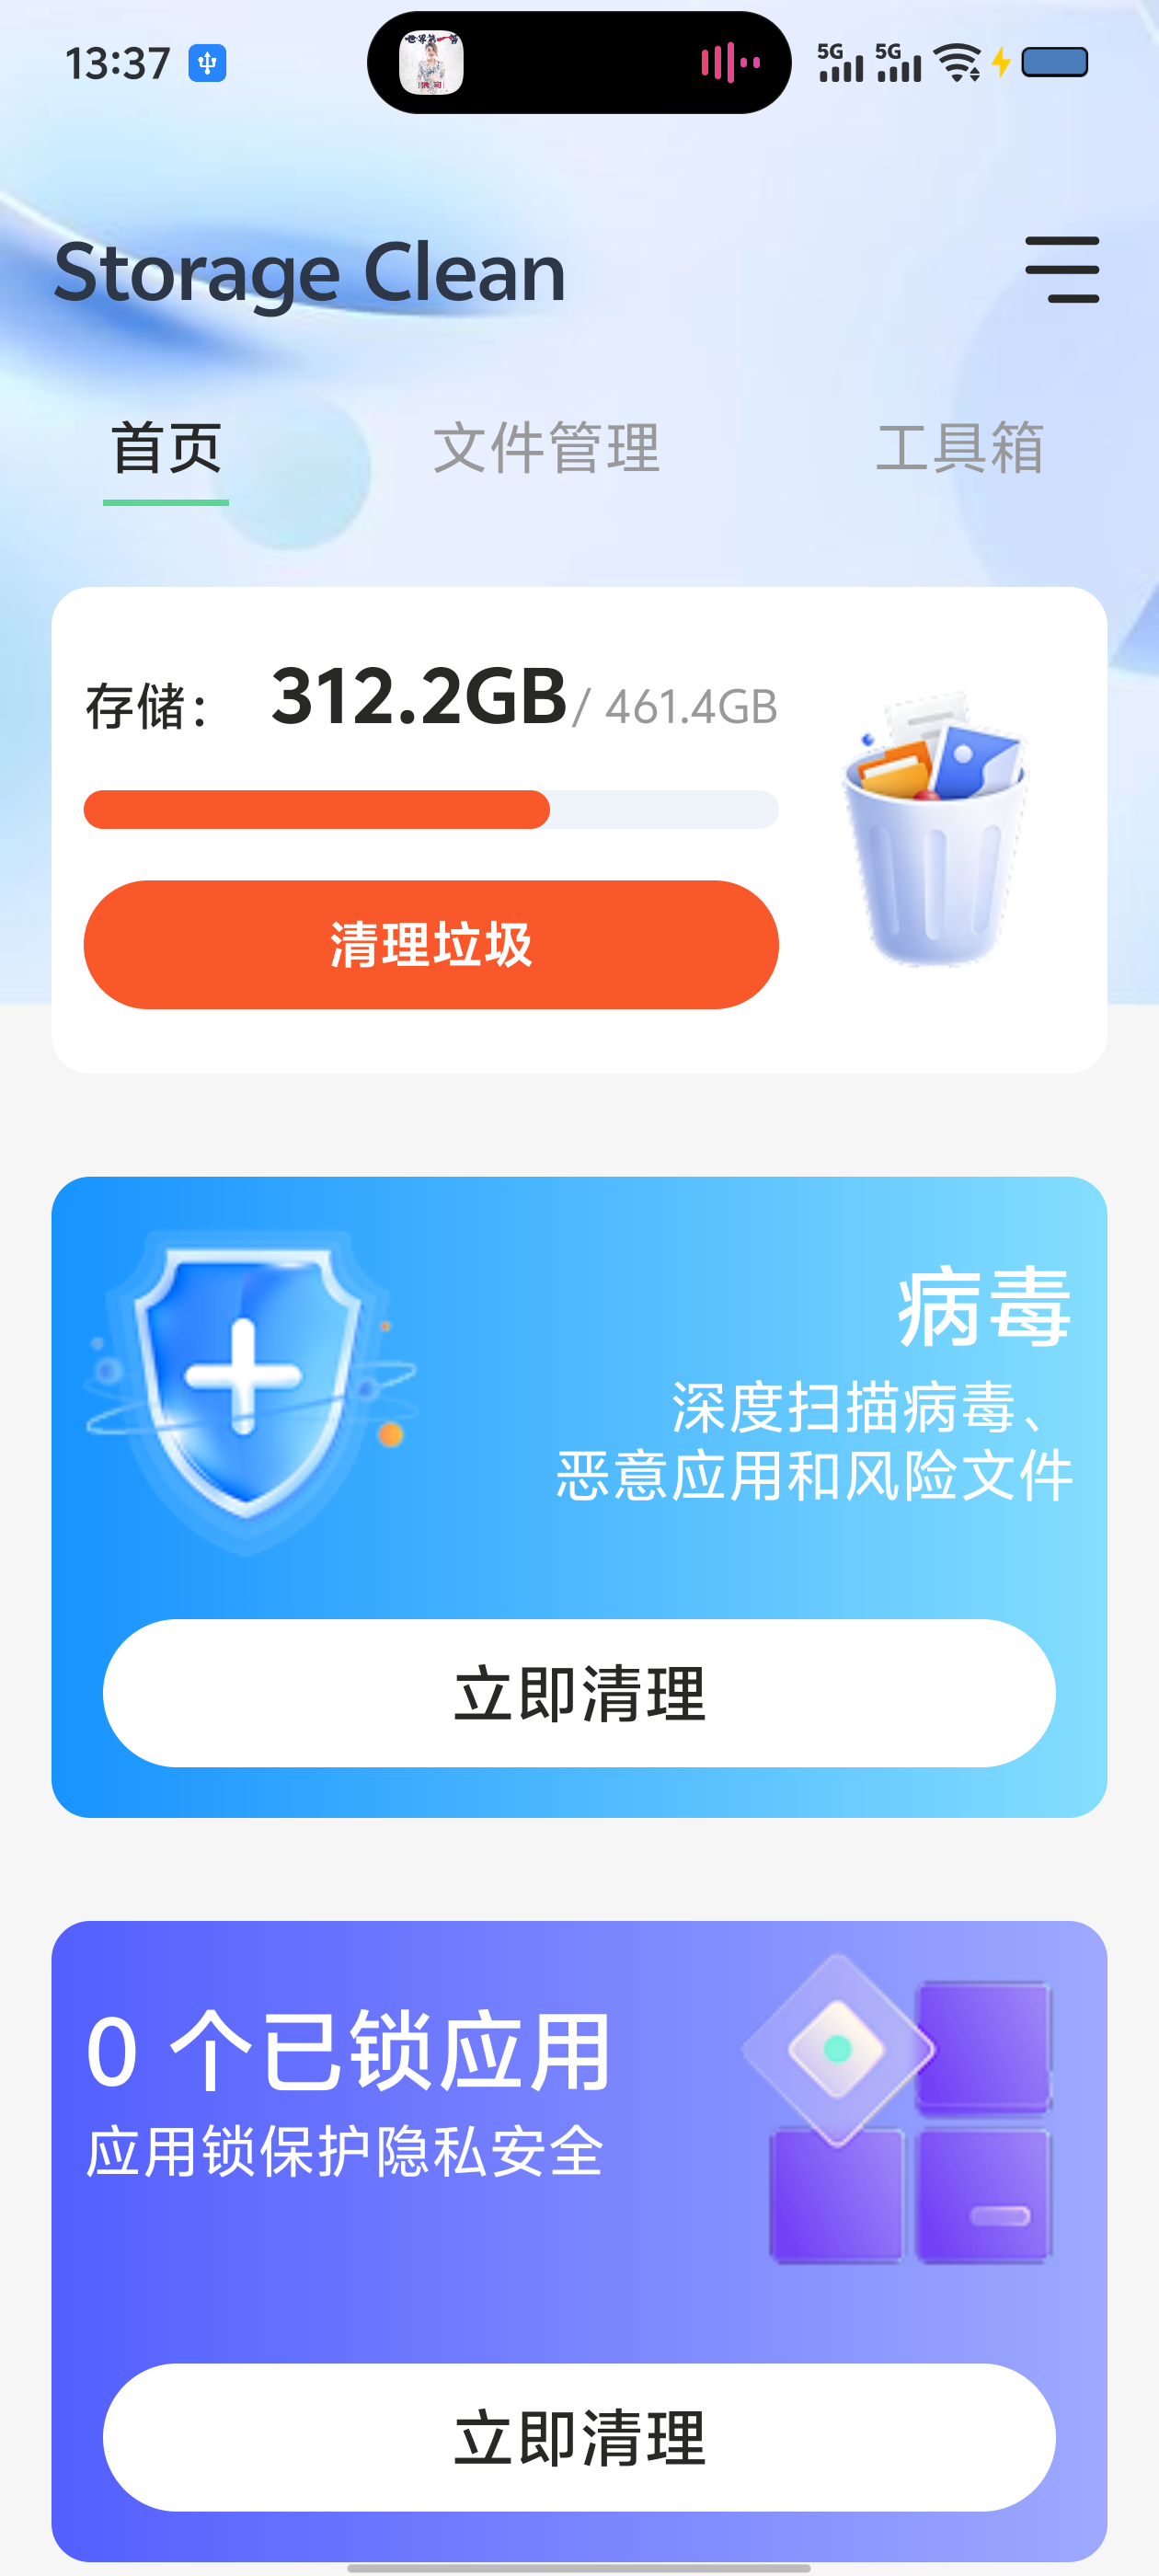 13:37
5G 5G
Storage Clean
首页 文件管理 工具箱
存储： 312.2GB/ 461.4GB
清理垃圾
病毒
深度扫描病毒、
恶意应用和风险文件
立即清理
0 个已锁应用
应用锁保护隐私安全
立即清理